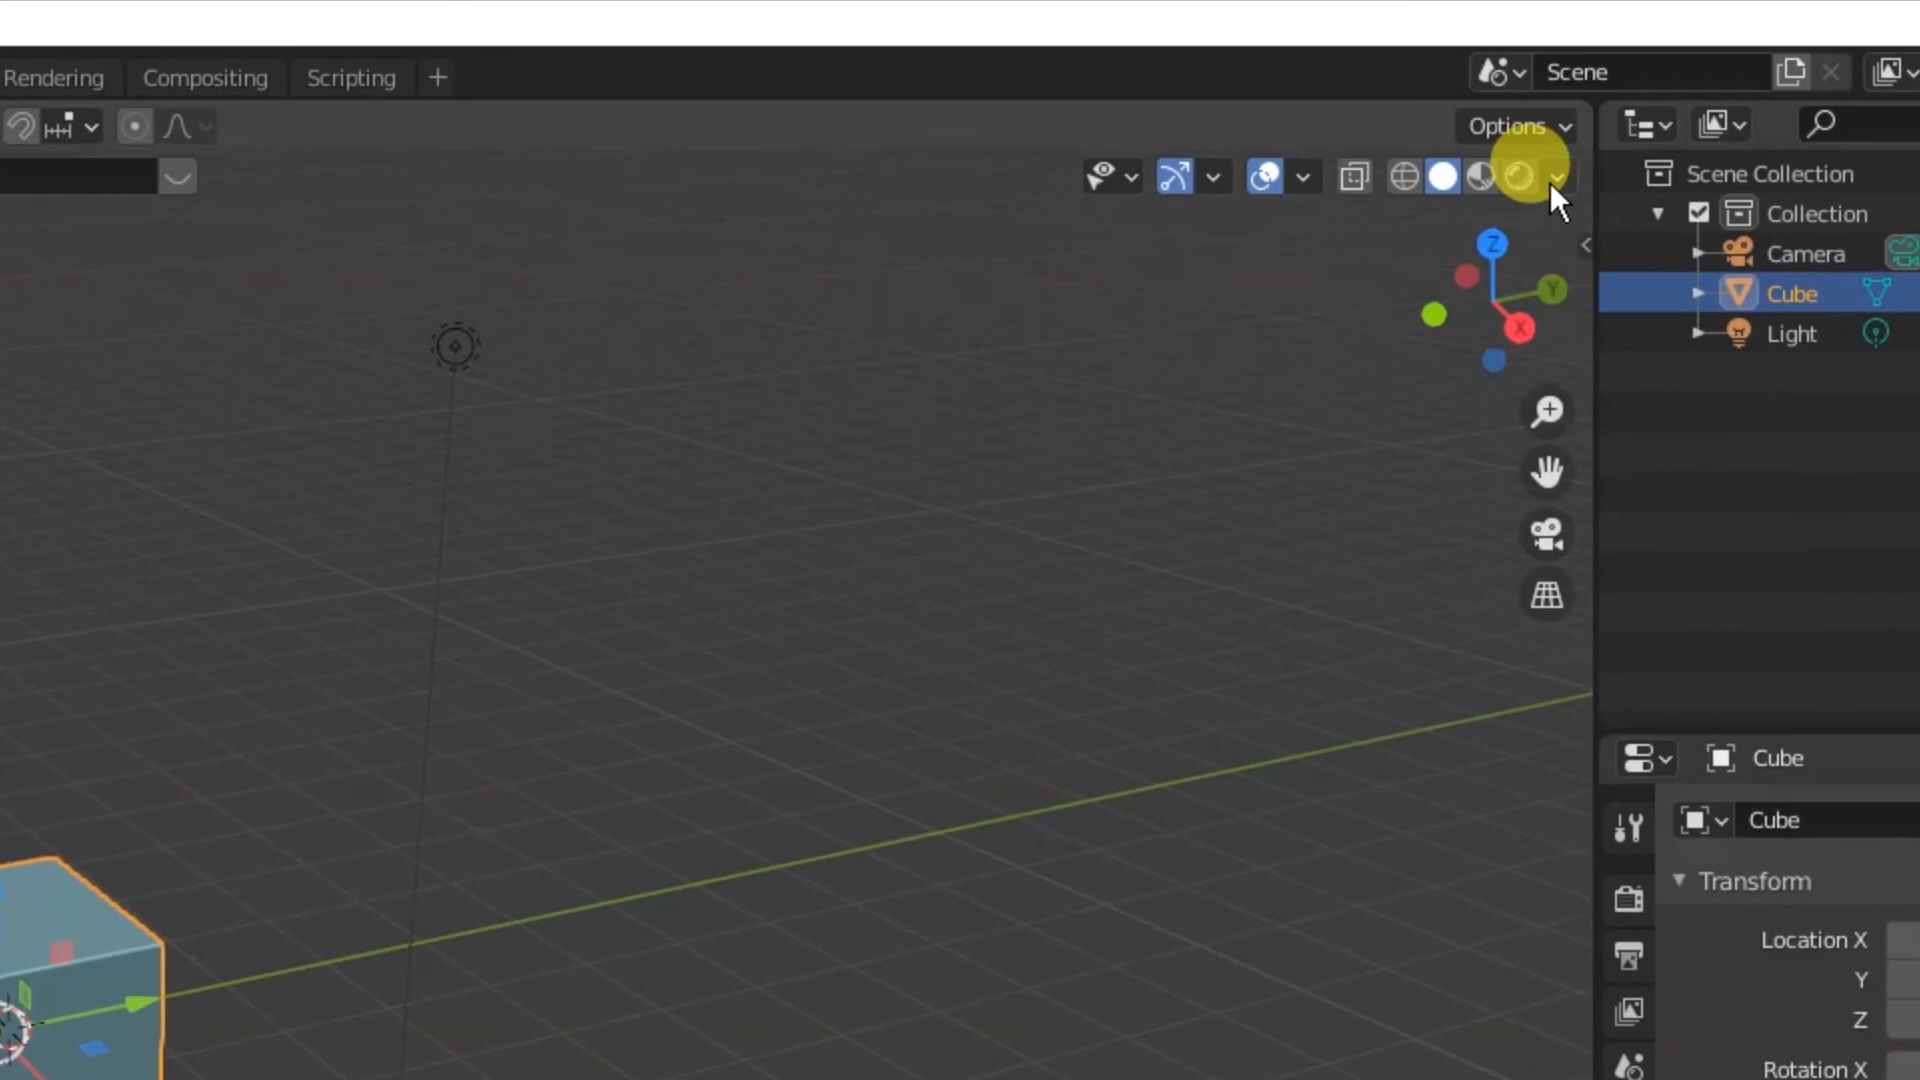 Rendering Compositing Scripting + Scene
Options
Scene Collection
Collection
Z
Camera
Y
Cube
X
Light
Cube
Cube
Transform
Location X
Y
Z
Rotation X